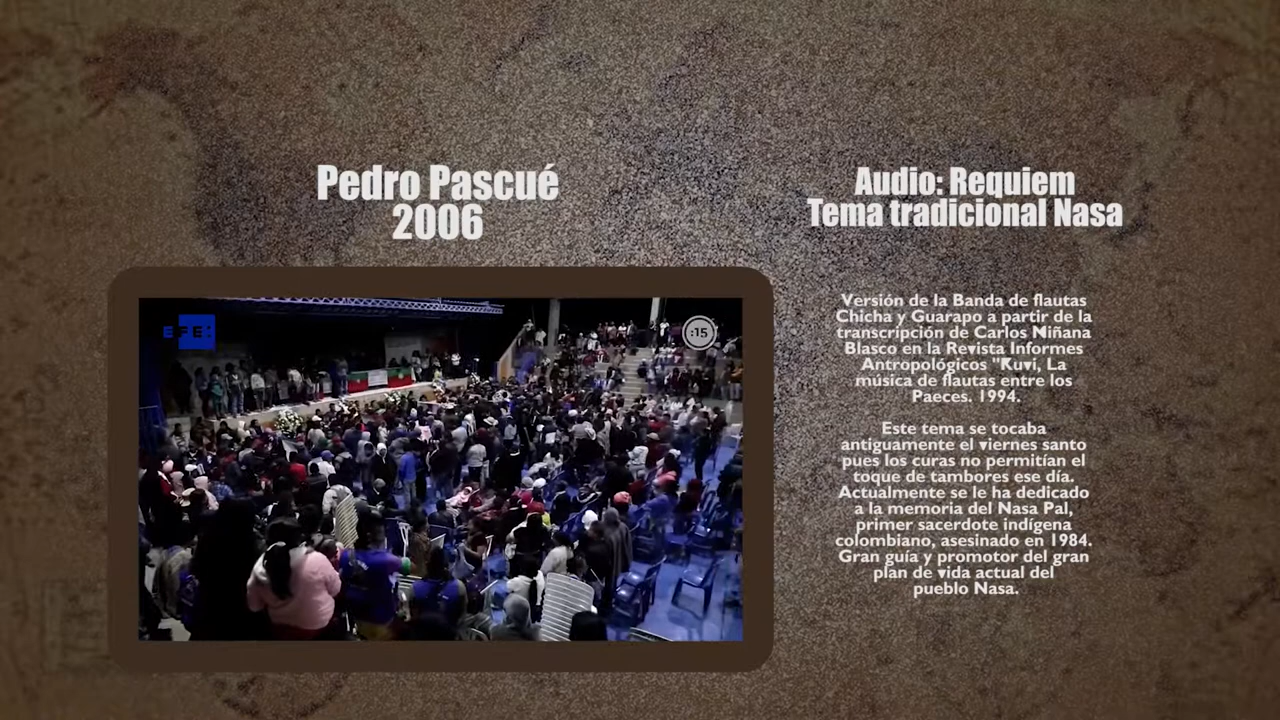 Pedro Pascué
2006
Audio: Requiem
Tema tradicional Nasa
EFE:
:15
Versión de la Banda de flautas
Chicha y Guarapo a partir de la
transcripción de Carlos Miñana
Blasco en la Revista Informes
Antropológicos "Kuvi, La
música de flautas entre los
Paeces. 1994.
Este tema se tocaba
antiguamente el viernes santo
pues los curas no permitían el
toque de tambores ese día.
Actualmente se le ha dedicado
a la memoria del Nasa Pal,
primer sacerdote indígena
colombiano, asesinado en 1984.
Gran guía y promotor del gran
plan de vida actual del
pueblo Nasa.